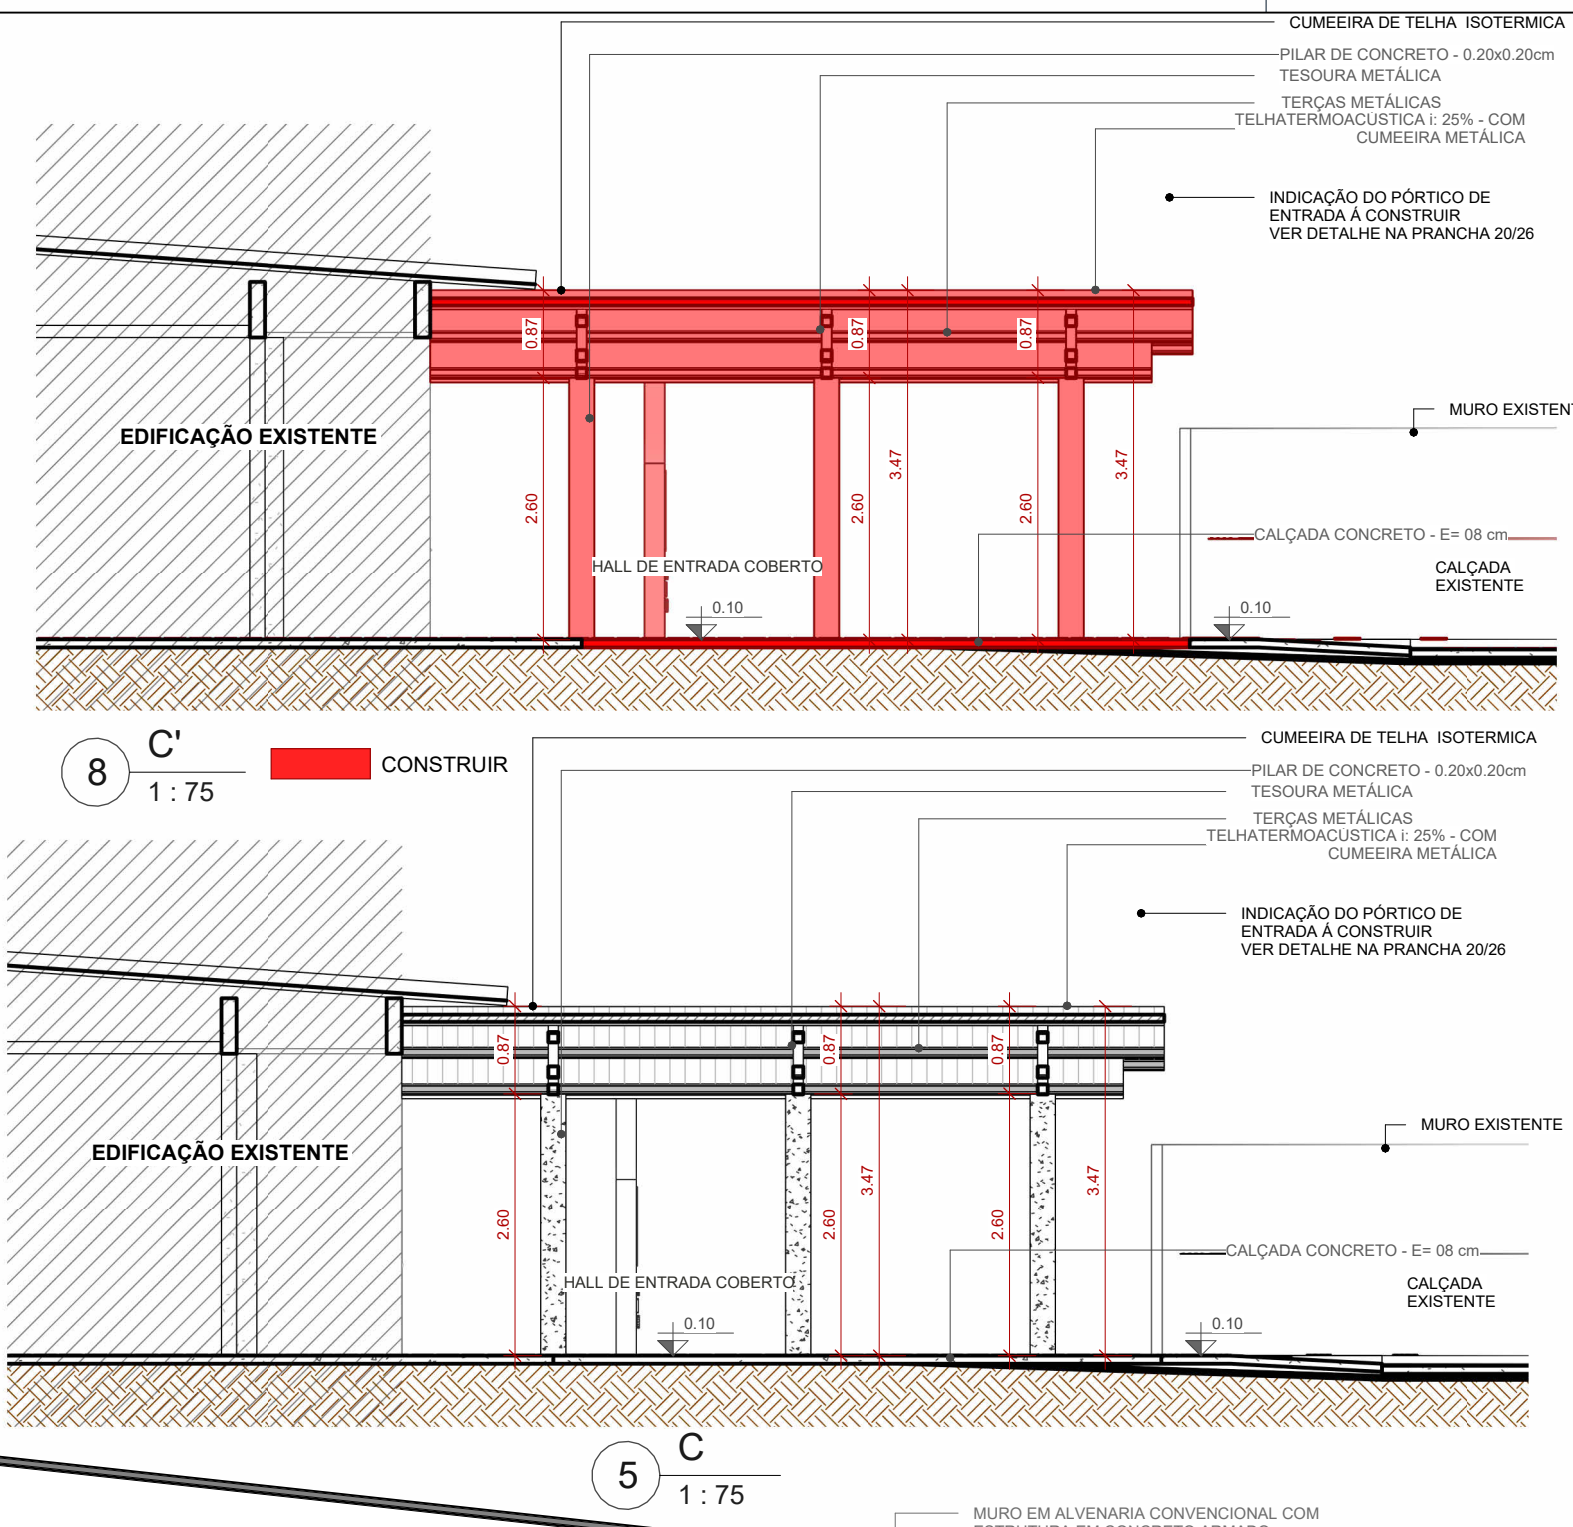 CUMEEIRA DE TELHA ISOTERMICA
PILAR DE CONCRETO - 0.20x0.20cm
TESOURA METÁLICA
TERÇAS METÁLICAS
TELHATERMOACÚSTICA i: 25% - COM
CUMEEIRA METÁLICA
INDICAÇÃO DO PÓRTICO DE
ENTRADA Á CONSTRUIR
VER DETALHE NA PRANCHA 20/26
0.87
0.87
0.87
EDIFICAÇÃO EXISTENTE
MURO EXISTENT
2.60
2.60
3.47
2.60
3.47
CALÇADA CONCRETO - E= 08 cm
HALL DE ENTRADA COBERTO
CALÇADA
EXISTENTE
0.10
0.10
8
C'
1 : 75
CONSTRUIR
CUMEEIRA DE TELHA ISOTERMICA
PILAR DE CONCRETO - 0.20x0.20cm
TESOURA METÁLICA
TERÇAS METÁLICAS
TELHATERMOACÚSTICA i: 25% - COM
CUMEEIRA METÁLICA
INDICAÇÃO DO PÓRTICO DE
ENTRADA Á CONSTRUIR
VER DETALHE NA PRANCHA 20/26
0.87
0.87
0.87
EDIFICAÇÃO EXISTENTE
MURO EXISTENTE
2.60
2.60
3.47
2.60
3.47
CALÇADA CONCRETO - E= 08 cm
HALL DE ENTRADA COBERTO
CALÇADA
EXISTENTE
0.10
0.10
5
C
1 : 75
MURO EM ALVENARIA CONVENCIONAL COM